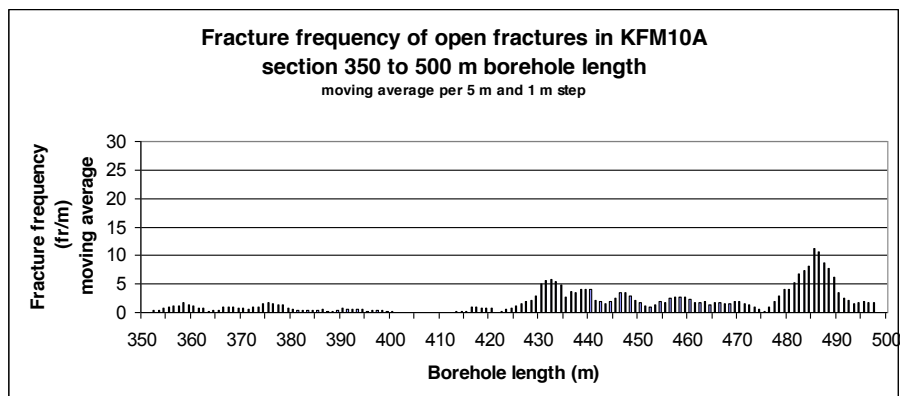 Fracture frequency of open fractures in KFM10A
section 350 to 500 m borehole length
moving average per 5 m and 1 m step
Fracture frequency
(fr/m)
moving average
30
25
20
15
10
5
0
350 360 370 380 390 400 410 420 430 440 450 460 470 480 490 500
Borehole length (m)